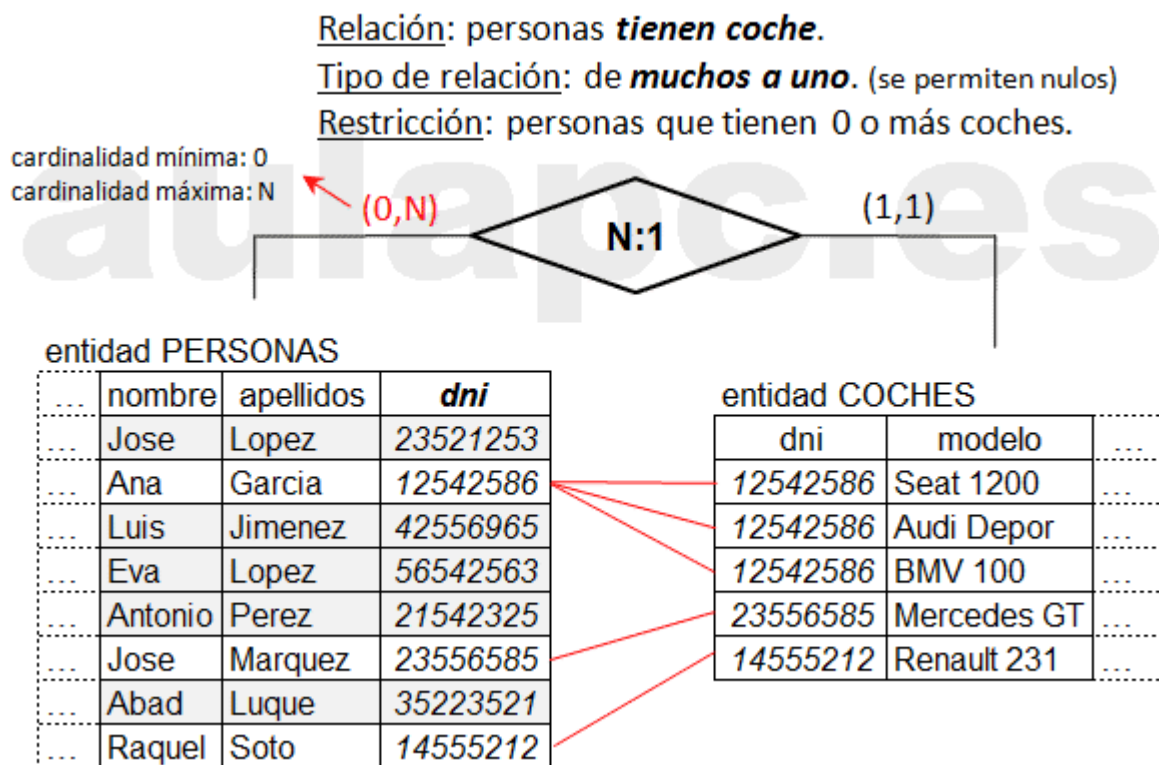 Relación: personas tienen coche.
Tipo de relación: de muchos a uno. (se permiten nulos)
Restricción: personas que tienen 0 o más coches.
cardinalidad mínima: 0
cardinalidad máxima: N
(0,N)
N:1
(1,1)
aulapc.es
entidad PERSONAS
... nombre apellidos dni
... Jose Lopez 23521253
... Ana Garcia 12542586
... Luis Jimenez 42556965
... Eva Lopez 56542563
... Antonio Perez 21542325
... Jose Marquez 23556585
... Abad Luque 35223521
... Raquel Soto 14555212
entidad COCHES
dni modelo ...
12542586 Seat 1200 ...
12542586 Audi Depor ...
12542586 BMV 100 ...
23556585 Mercedes GT ...
14555212 Renault 231 ...